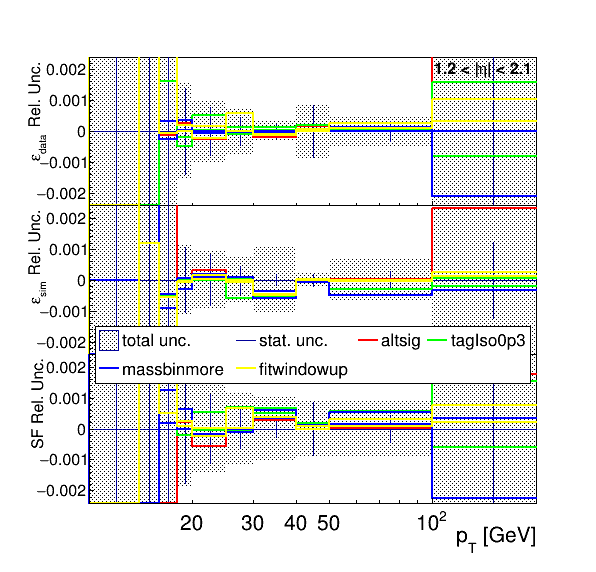 1.2 < |η| < 2.1
ε_data Rel. Unc.
0.002
0.001
0
−0.001
−0.002
ε_sim Rel. Unc.
0.002
0.001
0
−0.001
−0.002
total unc. stat. unc. altsig tagIso0p3
massbinmore fitwindowup
SF Rel. Unc.
0.002
0.001
0
−0.001
−0.002
20 30 40 50 10²
p_T [GeV]